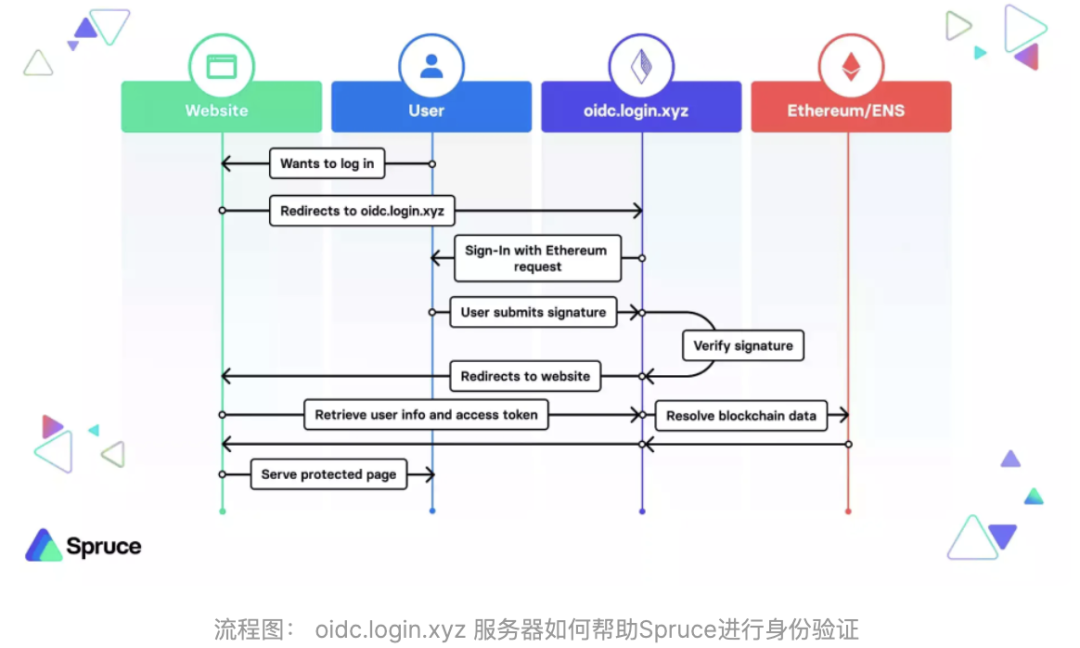 Website
User
oidc.login.xyz
Ethereum/ENS
Wants to log in
Redirects to oidc.login.xyz
Sign-In with Ethereum
request
User submits signature
Verify signature
Redirects to website
Retrieve user info and access token
Resolve blockchain data
Serve protected page
Spruce
流程图： oidc.login.xyz 服务器如何帮助Spruce进行身份验证